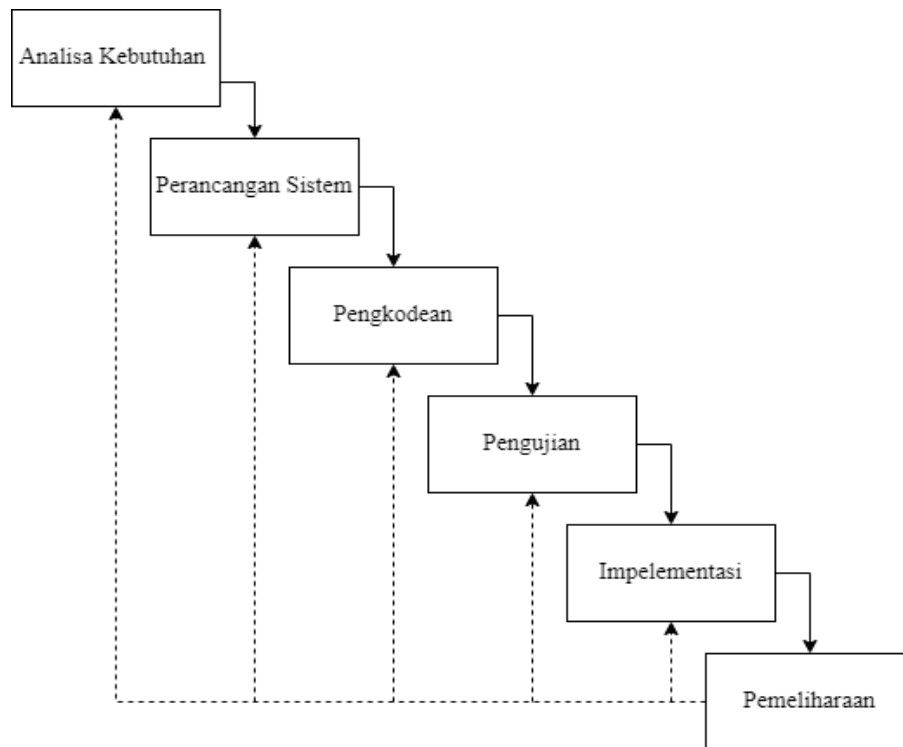 Analisa Kebutuhan
Perancangan Sistem
Pengkodean
Pengujian
Impelementasi
Pemeliharaan